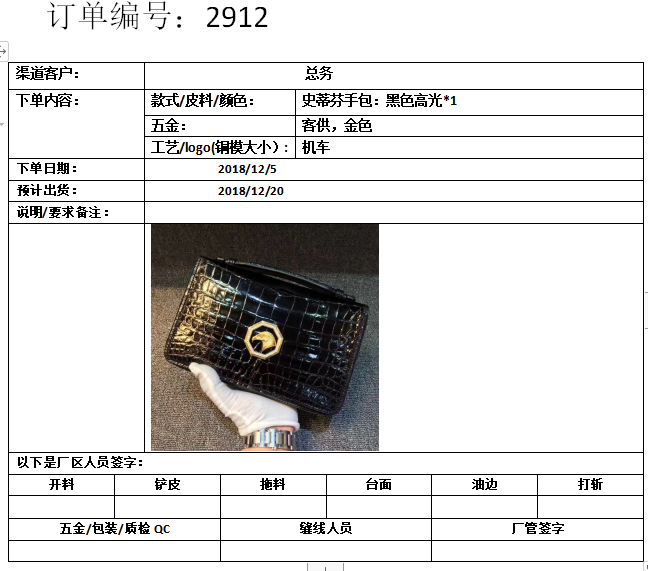 订单编号：2912
渠道客户： 总务
下单内容： 款式/皮料/颜色： 史蒂芬手包：黑色高光*1
五金： 客供，金色
工艺/logo(铜模大小)： 机车
下单日期： 2018/12/5
预计出货： 2018/12/20
说明/要求备注：
以下是厂区人员签字：
开料 铲皮 拖料 台面 油边 打斩
五金/包装/质检 QC 缝线人员 厂管签字